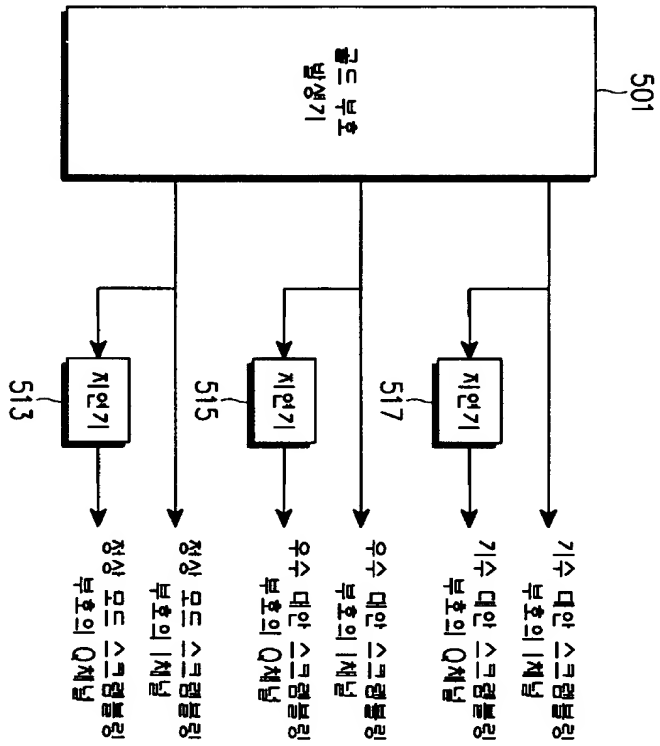 501
골드 부호
발생기
지연기
517
지연기
515
지연기
513
기수 대안 스크램블링
부호의 I채널
기수 대안 스크램블링
부호의 Q채널
우수 대안 스크램블링
부호의 I채널
우수 대안 스크램블링
부호의 Q채널
정상 모드 스크램블링
부호의 I채널
정상 모드 스크램블링
부호의 Q채널